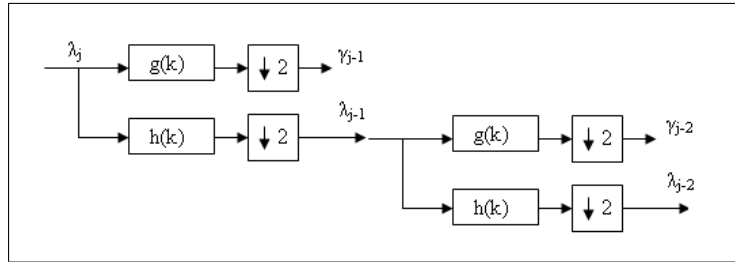 λj g(k) ↓ 2 γj-1
h(k) ↓ 2 λj-1
g(k) ↓ 2 γj-2
h(k) ↓ 2 λj-2